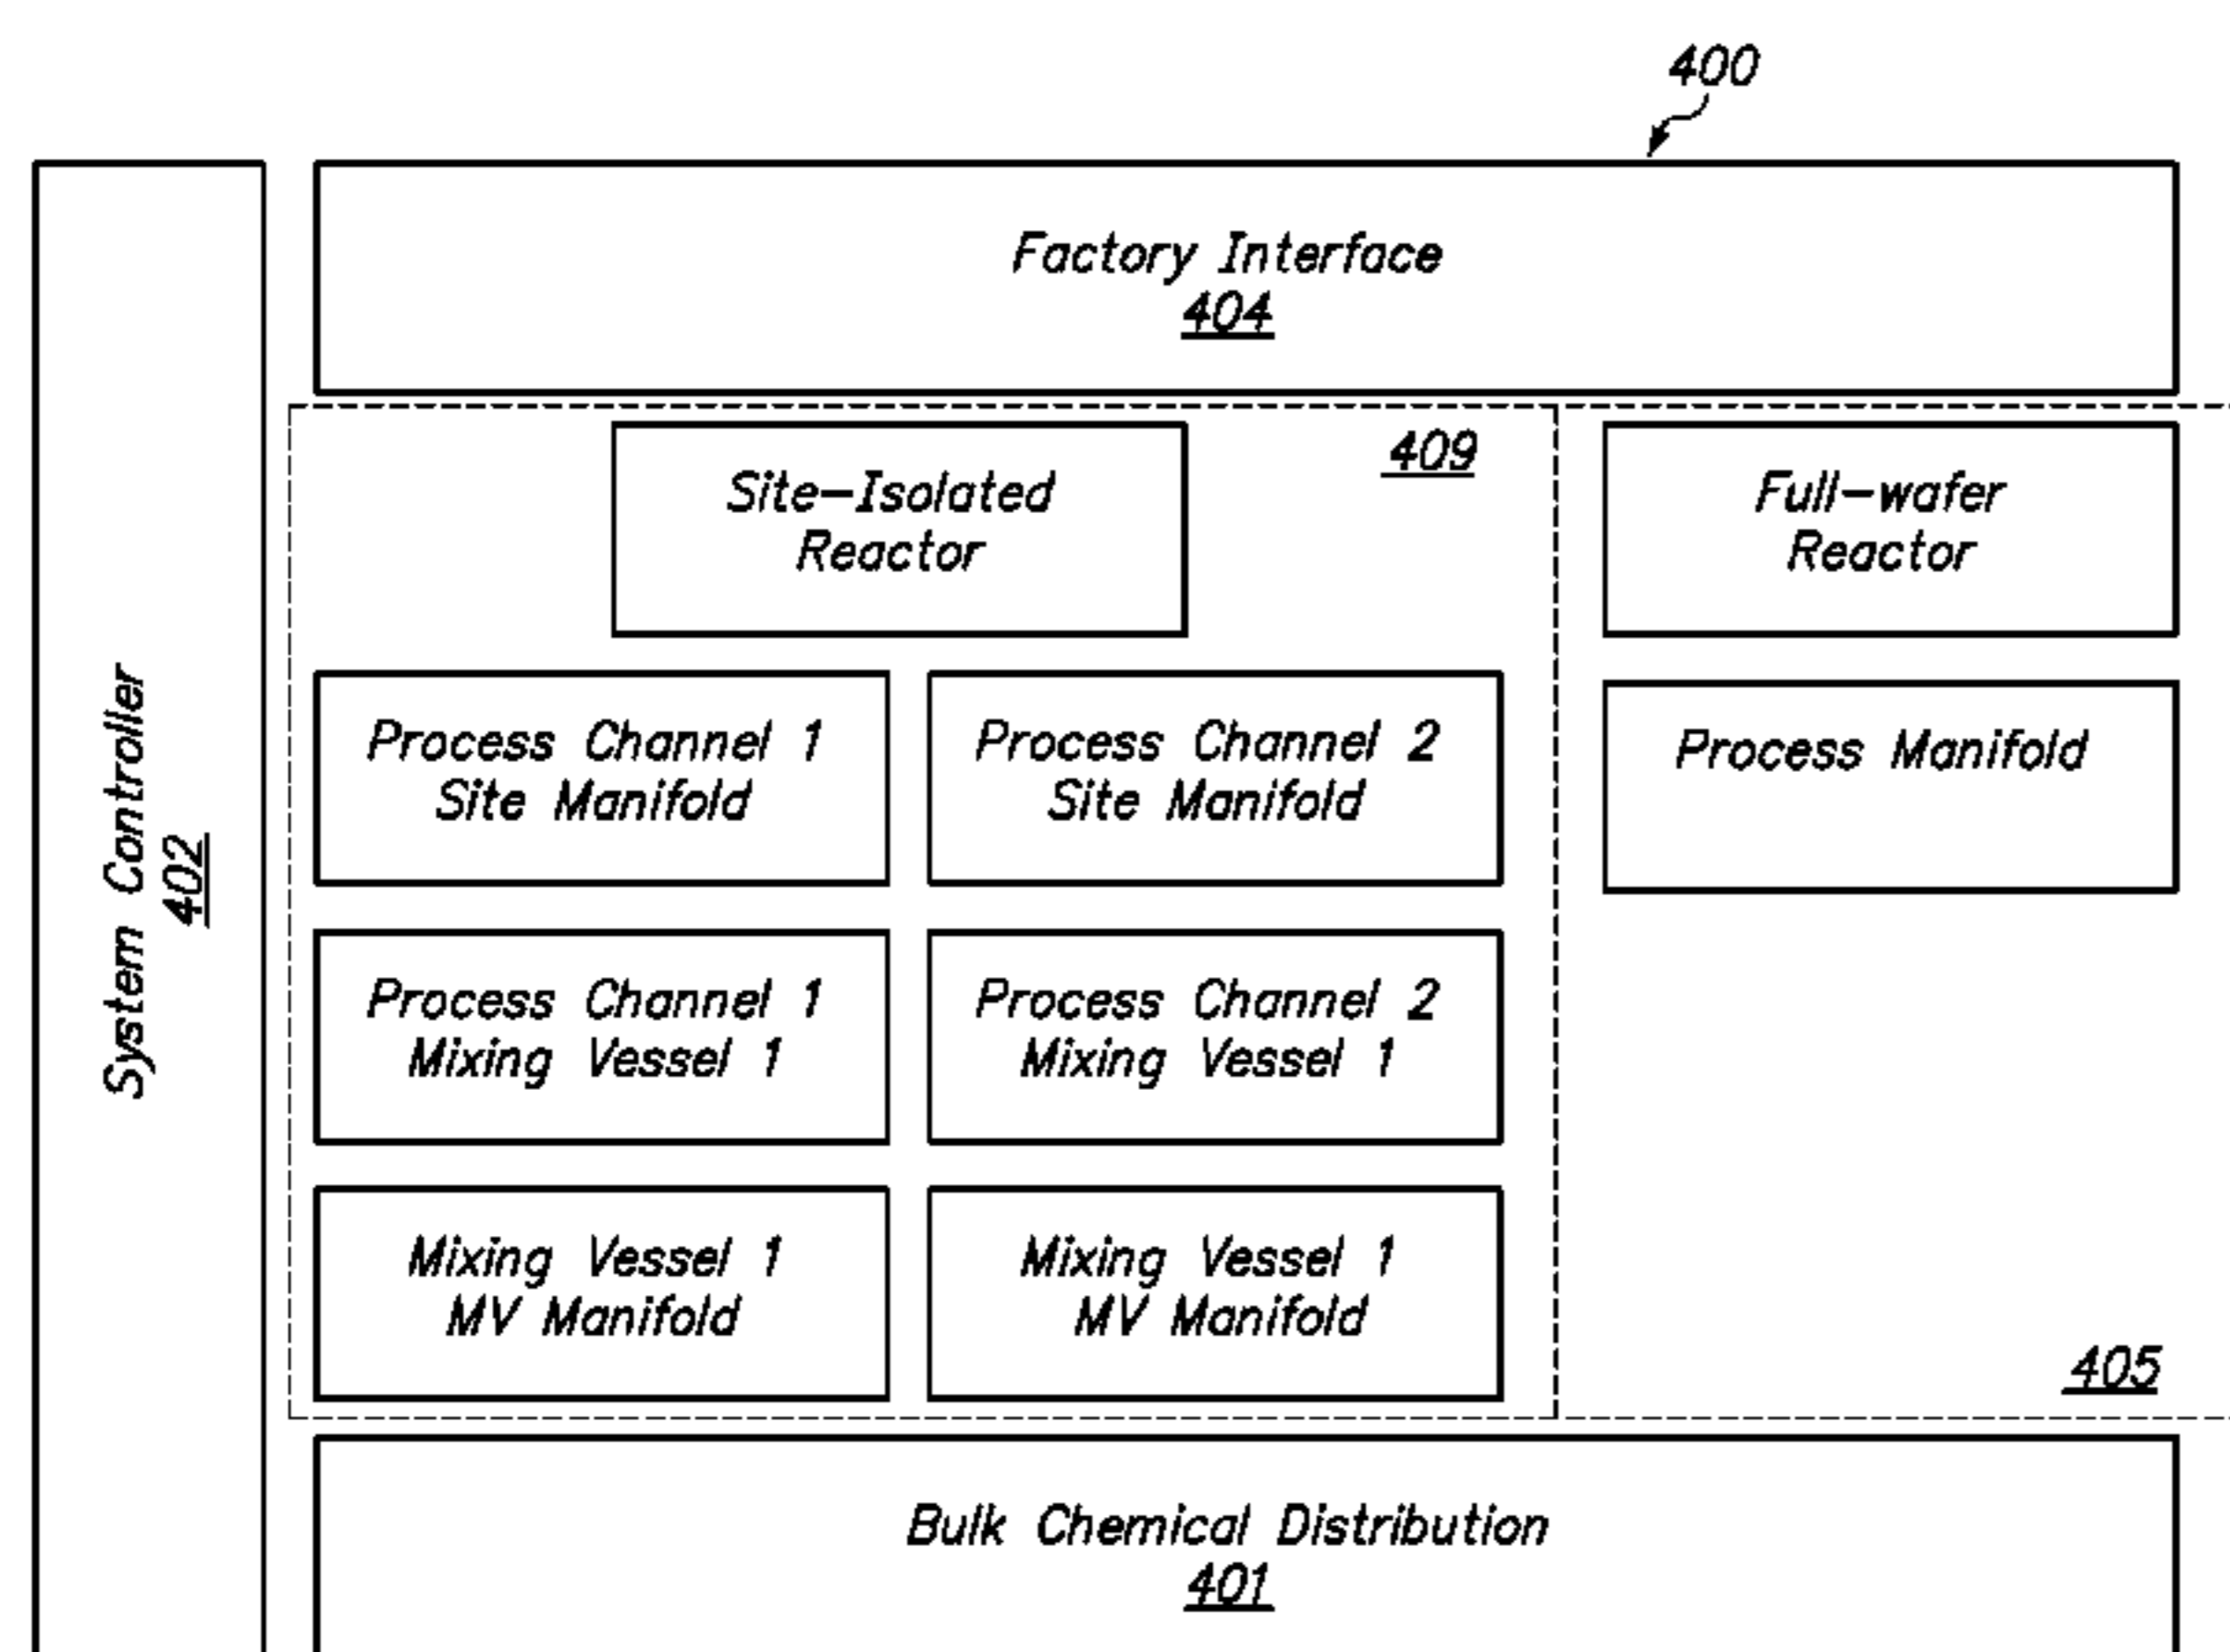 400
Factory Interface
404
System Controller
402
409
Site-Isolated
Reactor
Full-wafer
Reactor
Process Channel 1
Site Manifold
Process Channel 2
Site Manifold
Process Manifold
Process Channel 1
Mixing Vessel 1
Process Channel 2
Mixing Vessel 1
Mixing Vessel 1
MV Manifold
Mixing Vessel 1
MV Manifold
405
Bulk Chemical Distribution
401